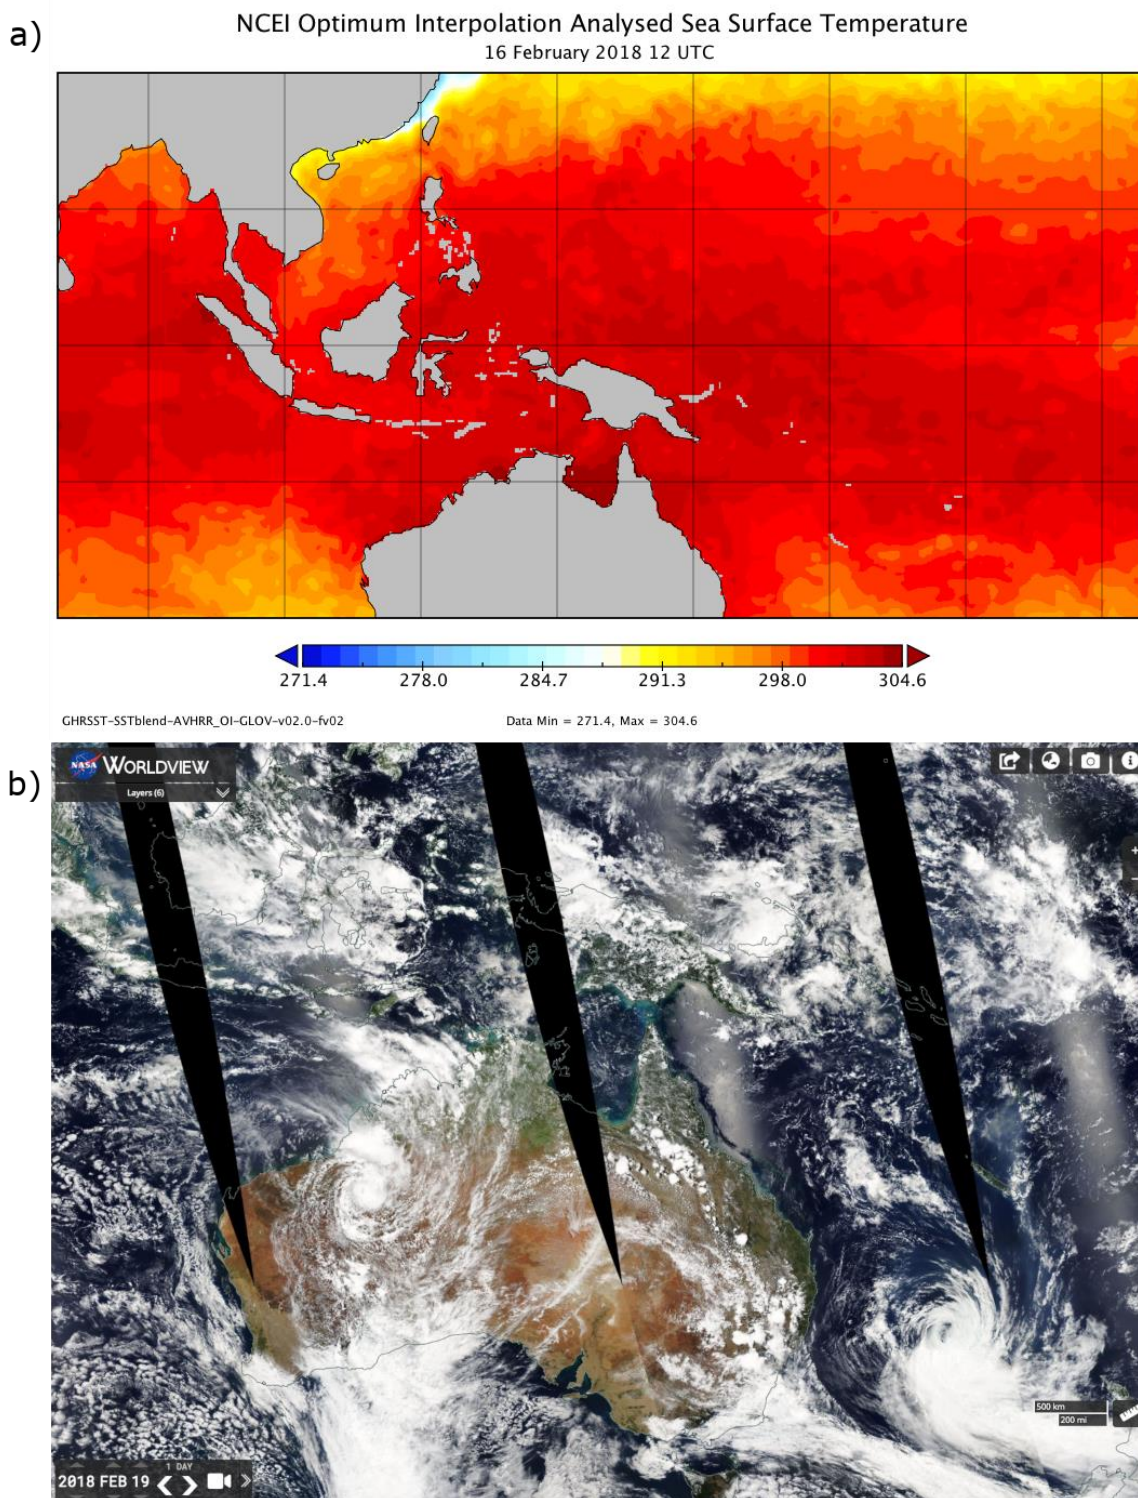 a)
NCEI Optimum Interpolation Analysed Sea Surface Temperature
16 February 2018 12 UTC
271.4 278.0 284.7 291.3 298.0 304.6
GHRSST-SSTblend-AVHRR_OI-GLOV-v02.0-fv02 Data Min = 271.4, Max = 304.6
b)
NASA WORLDVIEW
Layers (6)
500 km
200 mi
1 DAY
2018 FEB 19